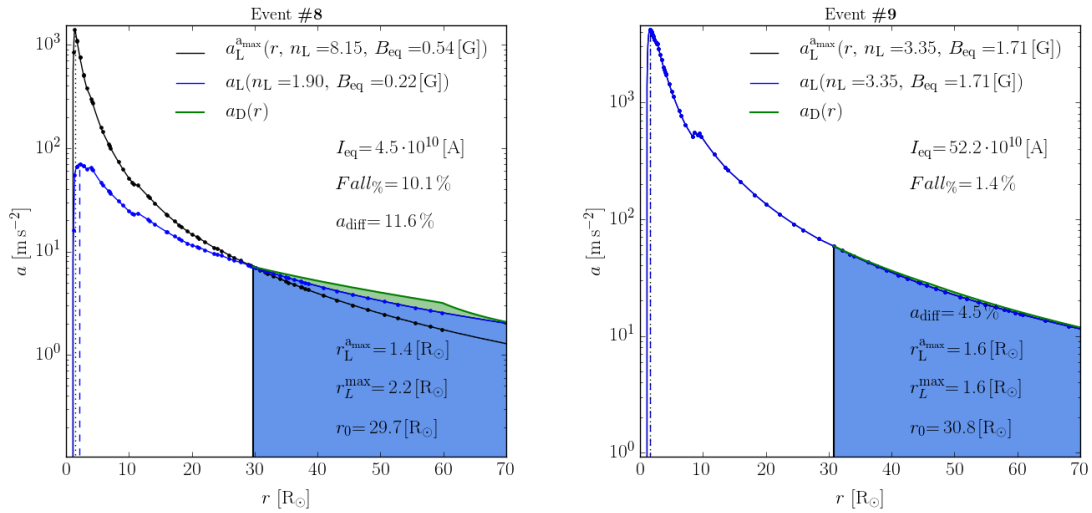 Event #8
a_L^{a_max}(r, n_L=8.15, B_eq=0.54[G])
a_L(n_L=1.90, B_eq=0.22[G])
a_D(r)
I_eq=4.5·10^10[A]
Fall_%=10.1%
a_diff=11.6%
r_L^{a_max}=1.4[R_⊙]
r_L^max=2.2[R_⊙]
r_0=29.7[R_⊙]
a [m s^−2]
10^3
10^2
10^1
10^0
0 10 20 30 40 50 60 70
r [R_⊙]
Event #9
a_L^{a_max}(r, n_L=3.35, B_eq=1.71[G])
a_L(n_L=3.35, B_eq=1.71[G])
a_D(r)
I_eq=52.2·10^10[A]
Fall_%=1.4%
a_diff=4.5%
r_L^{a_max}=1.6[R_⊙]
r_L^max=1.6[R_⊙]
r_0=30.8[R_⊙]
a [m s^−2]
10^3
10^2
10^1
10^0
0 10 20 30 40 50 60 70
r [R_⊙]